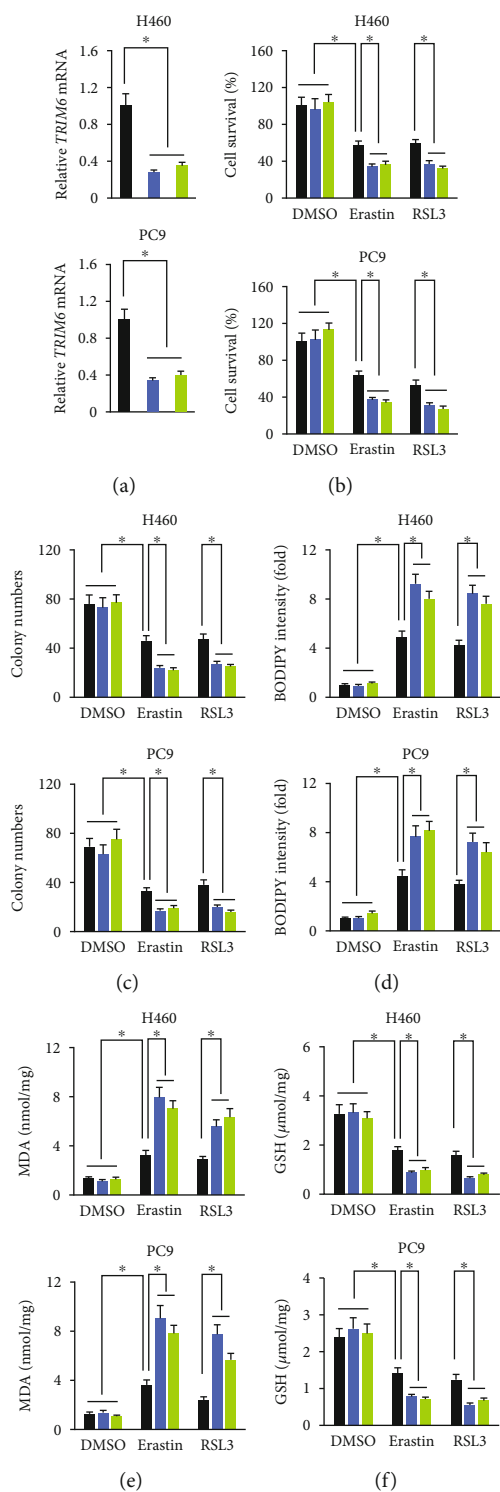 H460
Relative TRIM6 mRNA
1.6
1.2
0.8
0.4
0
*
PC9
Relative TRIM6 mRNA
1.6
1.2
0.8
0.4
0
*
(a)
H460
Cell survival (%)
160
120
80
40
0
* * *
DMSO Erastin RSL3
PC9
Cell survival (%)
160
120
80
40
0
* * *
DMSO Erastin RSL3
(b)
H460
Colony numbers
120
80
40
0
* * *
DMSO Erastin RSL3
PC9
Colony numbers
120
80
40
0
* * *
DMSO Erastin RSL3
(c)
H460
BODIPY intensity (fold)
12
8
4
0
* * *
DMSO Erastin RSL3
PC9
BODIPY intensity (fold)
12
8
4
0
* * *
DMSO Erastin RSL3
(d)
H460
MDA (nmol/mg)
12
8
4
0
* * *
DMSO Erastin RSL3
PC9
MDA (nmol/mg)
12
8
4
0
* * *
DMSO Erastin RSL3
(e)
H460
GSH (μmol/mg)
6
4
2
0
* * *
DMSO Erastin RSL3
PC9
GSH (μmol/mg)
4
3
2
1
0
* * *
DMSO Erastin RSL3
(f)